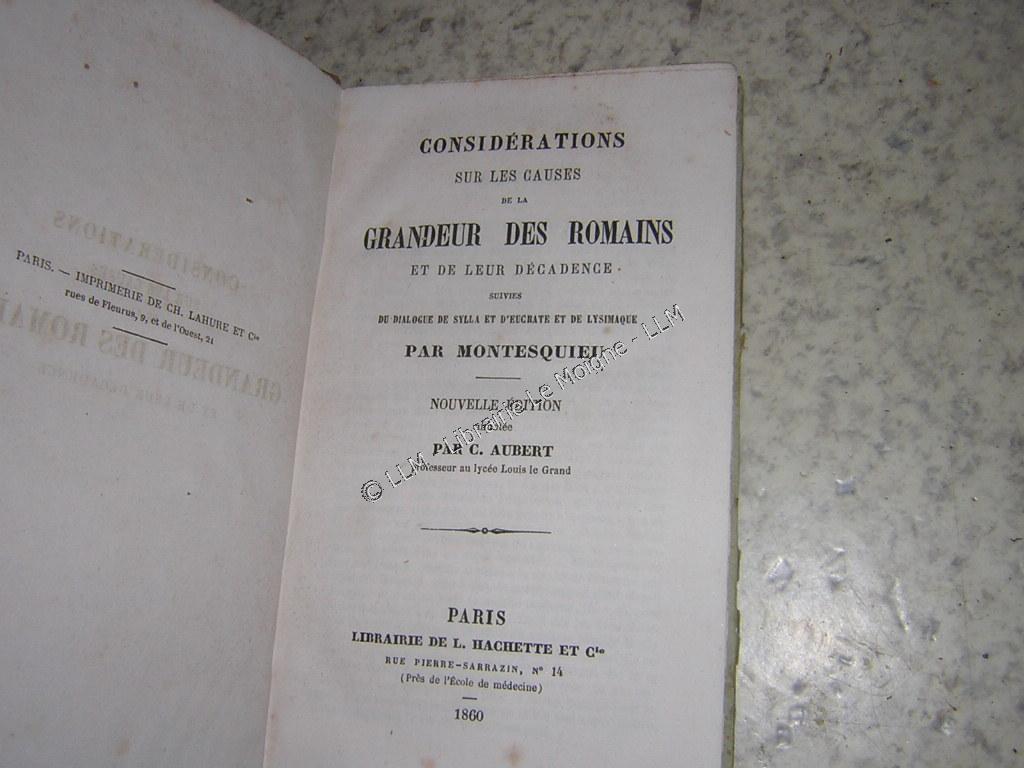 PARIS. — IMPRIMERIE DE CH. LAHURE ET Cie
rues de Fleurus, 9, et de l'Ouest, 21
CONSIDÉRATIONS
SUR LES CAUSES
DE LA
GRANDEUR DES ROMAINS
ET DE LEUR DÉCADENCE
SUIVIES
DU DIALOGUE DE SYLLA ET D'EUCRATE ET DE LYSIMAQUE
PAR MONTESQUIEU
NOUVELLE ÉDITION
PAR C. AUBERT
Professeur au lycée Louis le Grand
PARIS
LIBRAIRIE DE L. HACHETTE ET Cie
RUE PIERRE-SARRAZIN, N° 14
(Près de l'École de médecine)
1860
© LLM - Librairie Le Moigne - LLM